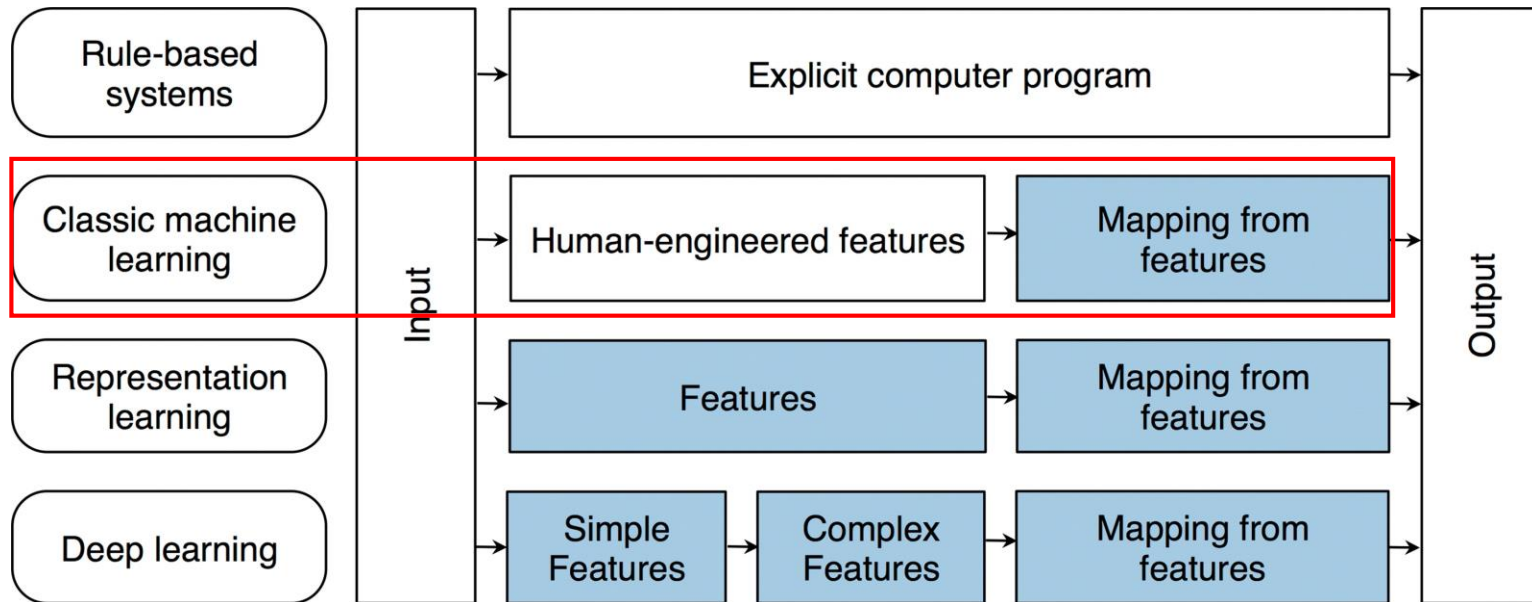 Rule-based
systems
Input
Explicit computer program
Output
Classic machine
learning
Human-engineered features
Mapping from
features
Representation
learning
Features
Mapping from
features
Deep learning
Simple
Features
Complex
Features
Mapping from
features